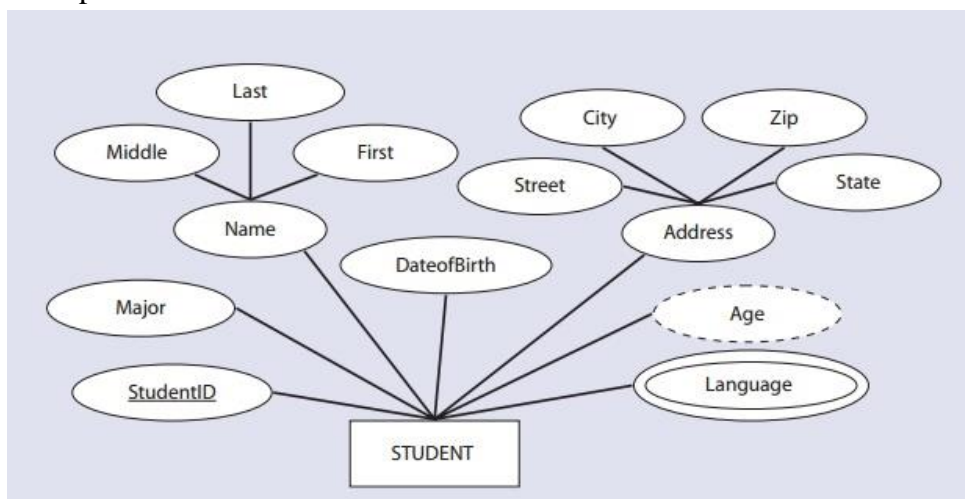 Last
City
Zip
Middle
First
Street
State
Name
Address
DateofBirth
Major
Age
StudentID
Language
STUDENT